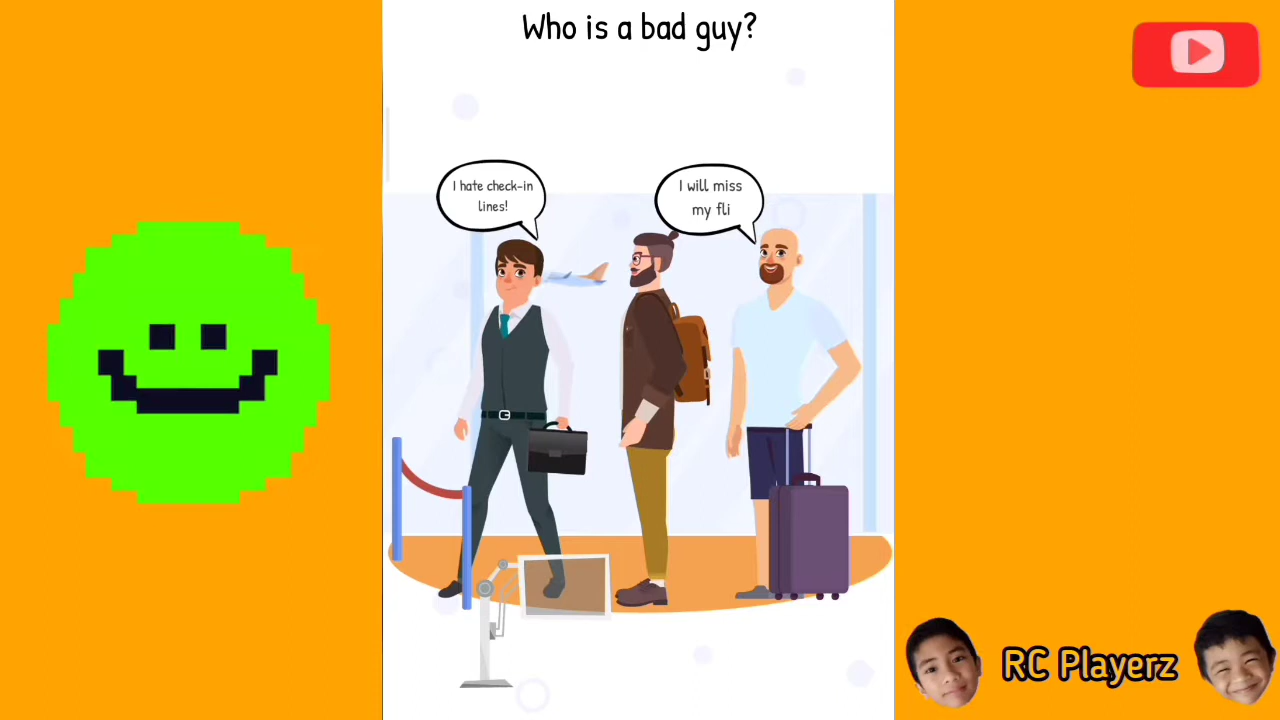 Who is a bad guy?
I hate check-in
lines!
I will miss
my fli
RC Playerz